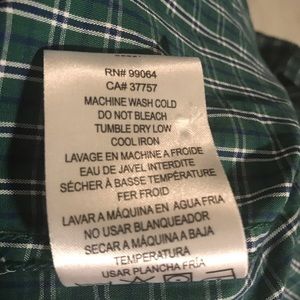 RN# 99064
CA# 37757
MACHINE WASH COLD
DO NOT BLEACH
TUMBLE DRY LOW
COOL IRON
LAVAGE EN MACHINE A FROIDE
EAU DE JAVEL INTERDITE
SÉCHER À BASSE TEMPÉRATURE
FER FROID
LAVAR A MÁQUINA EN AGUA FRIA
NO USAR BLANQUEADOR
SECAR A MÁQUINA A BAJA
TEMPERATURA
USAR PLANCHA FRÍA